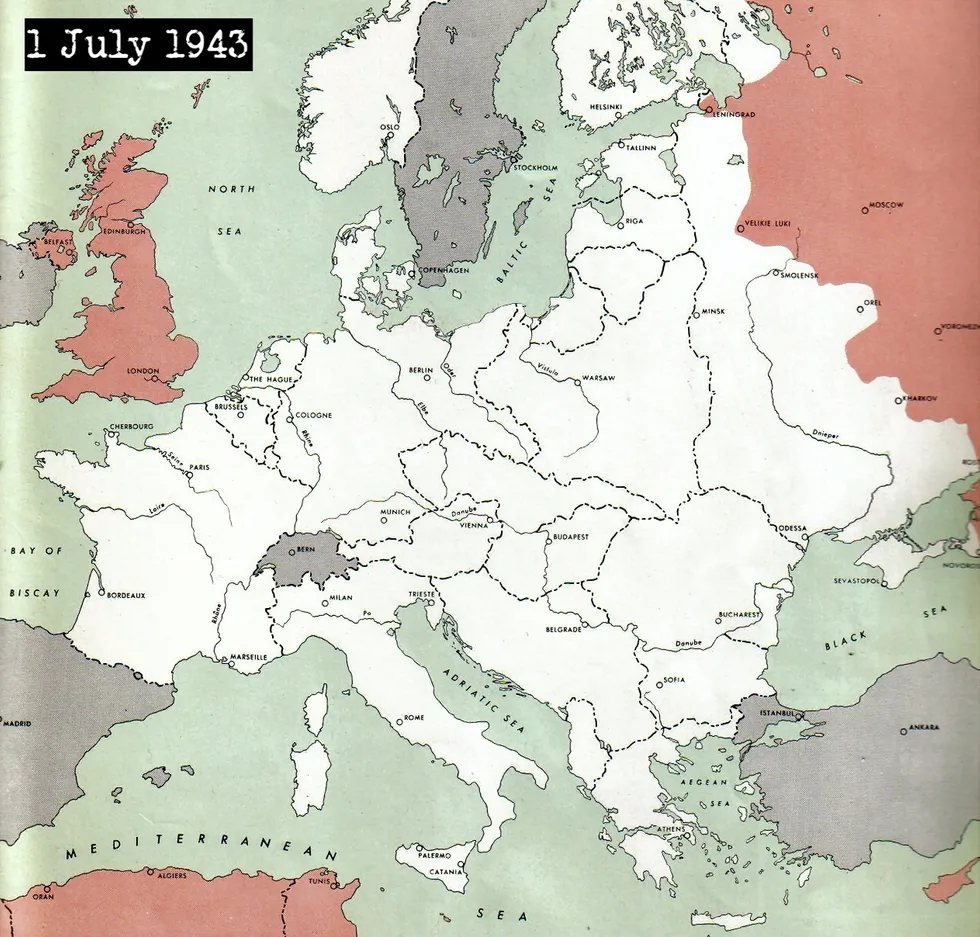 1 July 1943
HELSINKI
LENINGRAD
OSLO
TALLINN
STOCKHOLM
NORTH
SEA
BALTIC SEA
RIGA
MOSCOW
VELIKIE LUKI
EDINBURGH
BELFAST
COPENHAGEN
SMOLENSK
OREL
MINSK
LONDON
THE HAGUE
BERLIN
Oder
Vistula
WARSAW
KHARKOV
BRUSSELS
COLOGNE
Elbe
Rhine
CHERBOURG
Dnieper
Seine
PARIS
Loire
MUNICH
Danube
VIENNA
BUDAPEST
ODESSA
BAY OF
BISCAY
BERN
SEVASTOPOL
BORDEAUX
Rhône
MILAN
Po
TRIESTE
BELGRADE
BUCHAREST
Danube
BLACK SEA
MARSEILLE
ADRIATIC SEA
SOFIA
MADRID
ROME
ISTANBUL
ANKARA
AEGEAN
SEA
ATHENS
MEDITERRANEAN
SEA
PALERMO
CATANIA
ALGIERS
TUNIS
ORAN